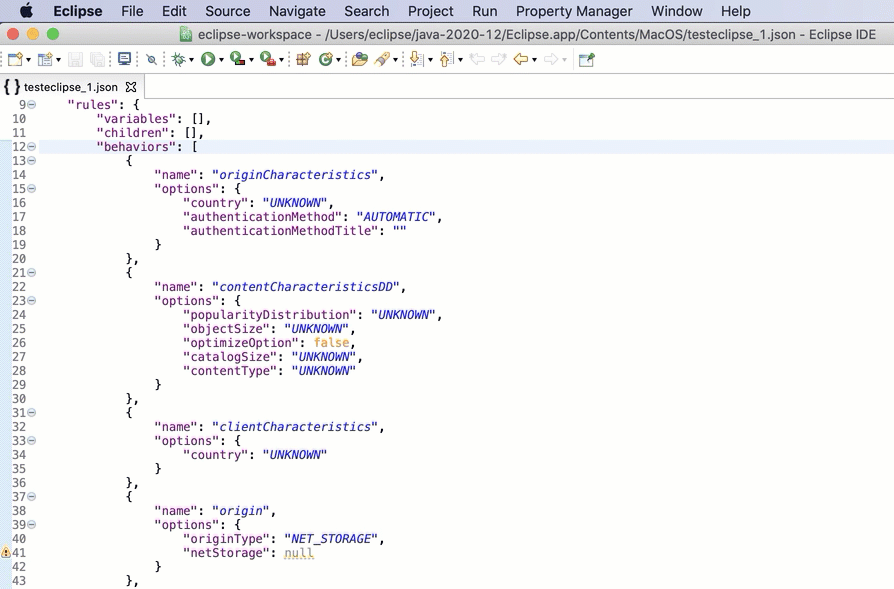 Eclipse File Edit Source Navigate Search Project Run Property Manager Window Help
eclipse-workspace - /Users/eclipse/java-2020-12/Eclipse.app/Contents/MacOS/testeclipse_1.json - Eclipse IDE
{ } testeclipse_1.json
9 "rules": {
10 "variables": [],
11 "children": [],
12 "behaviors": [
13 {
14 "name": "originCharacteristics",
15 "options": {
16 "country": "UNKNOWN",
17 "authenticationMethod": "AUTOMATIC",
18 "authenticationMethodTitle": ""
19 }
20 },
21 {
22 "name": "contentCharacteristicsDD",
23 "options": {
24 "popularityDistribution": "UNKNOWN",
25 "objectSize": "UNKNOWN",
26 "optimizeOption": false,
27 "catalogSize": "UNKNOWN",
28 "contentType": "UNKNOWN"
29 }
30 },
31 {
32 "name": "clientCharacteristics",
33 "options": {
34 "country": "UNKNOWN"
35 }
36 },
37 {
38 "name": "origin",
39 "options": {
40 "originType": "NET_STORAGE",
41 "netStorage": null
42 }
43 },